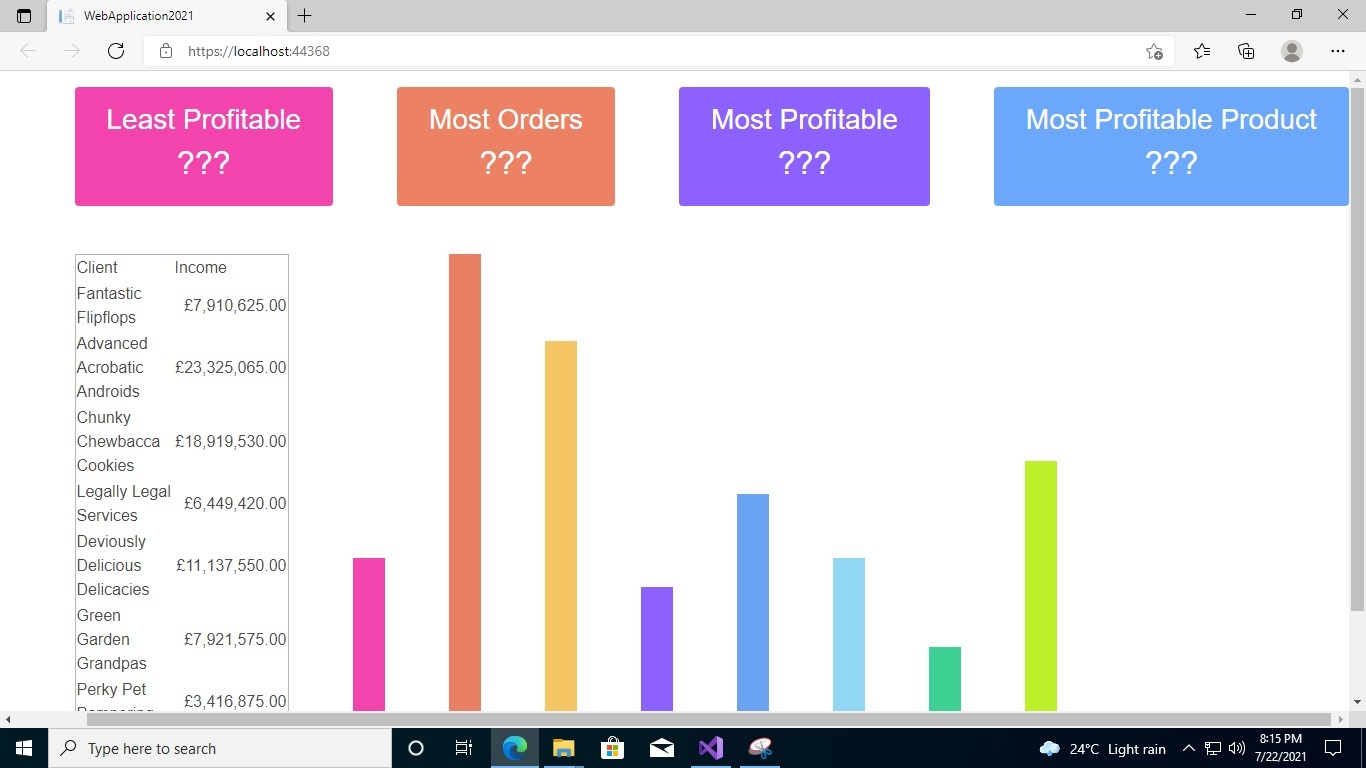 WebApplication2021
https://localhost:44368
Least Profitable
???
Most Orders
???
Most Profitable
???
Most Profitable Product
???
Client Income
Fantastic
Flipflops
£7,910,625.00
Advanced
Acrobatic
Androids
£23,325,065.00
Chunky
Chewbacca
Cookies
£18,919,530.00
Legally Legal
Services
£6,449,420.00
Deviously
Delicious
Delicacies
£11,137,550.00
Green
Garden
Grandpas
£7,921,575.00
Perky Pet
£3,416,875.00
Type here to search
24°C Light rain
8:15 PM
7/22/2021